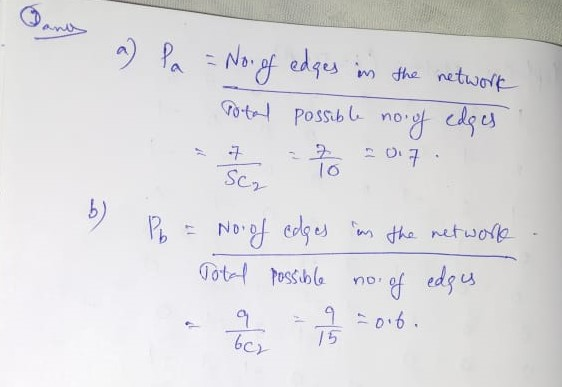 ① ans
a) Pa = No. of edges in the network
Total possible no. of edges
= 7/5C2 = 7/10 = 0.7.
b) Pb = No. of edges in the network.
Total possible no. of edges
= 9/6C2 = 9/15 = 0.6.